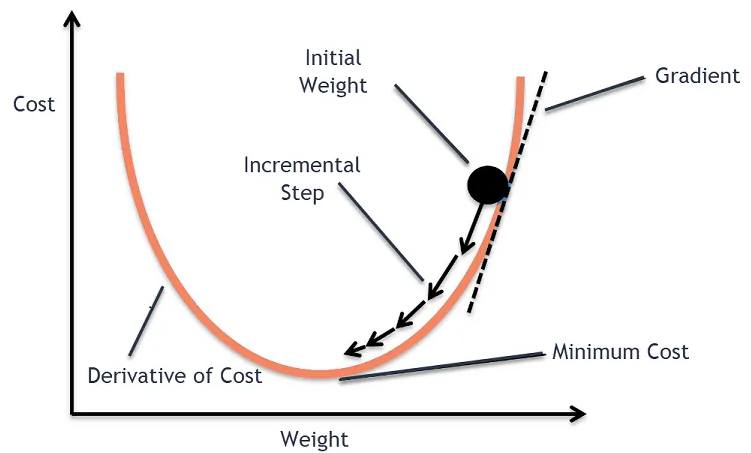 Initial
Weight
Gradient
Cost
Incremental
Step
Minimum Cost
Derivative of Cost
Weight